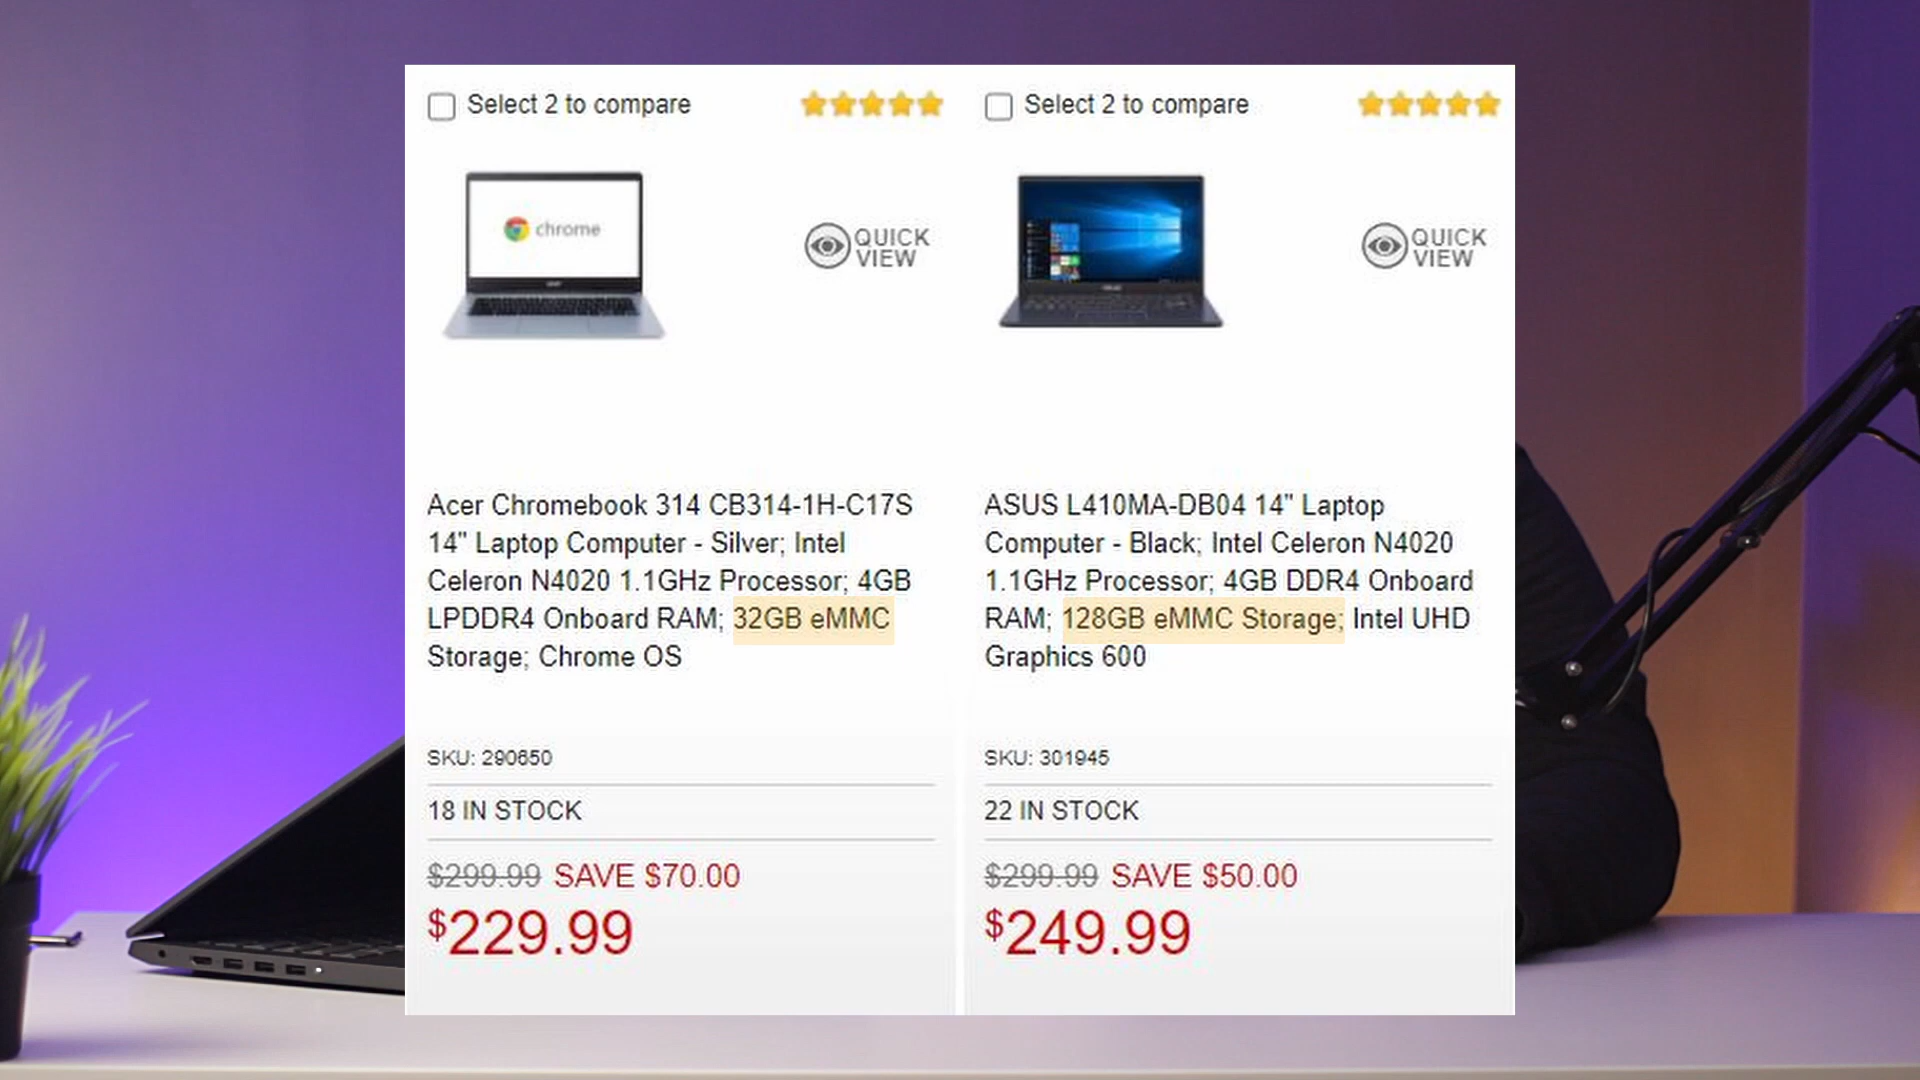 Select 2 to compare
chrome
QUICK
VIEW
Acer Chromebook 314 CB314-1H-C17S
14" Laptop Computer - Silver; Intel
Celeron N4020 1.1GHz Processor; 4GB
LPDDR4 Onboard RAM; 32GB eMMC
Storage; Chrome OS
SKU: 290650
18 IN STOCK
$299.99 SAVE $70.00
$229.99
Select 2 to compare
QUICK
VIEW
ASUS L410MA-DB04 14" Laptop
Computer - Black; Intel Celeron N4020
1.1GHz Processor; 4GB DDR4 Onboard
RAM; 128GB eMMC Storage; Intel UHD
Graphics 600
SKU: 301945
22 IN STOCK
$299.99 SAVE $50.00
$249.99